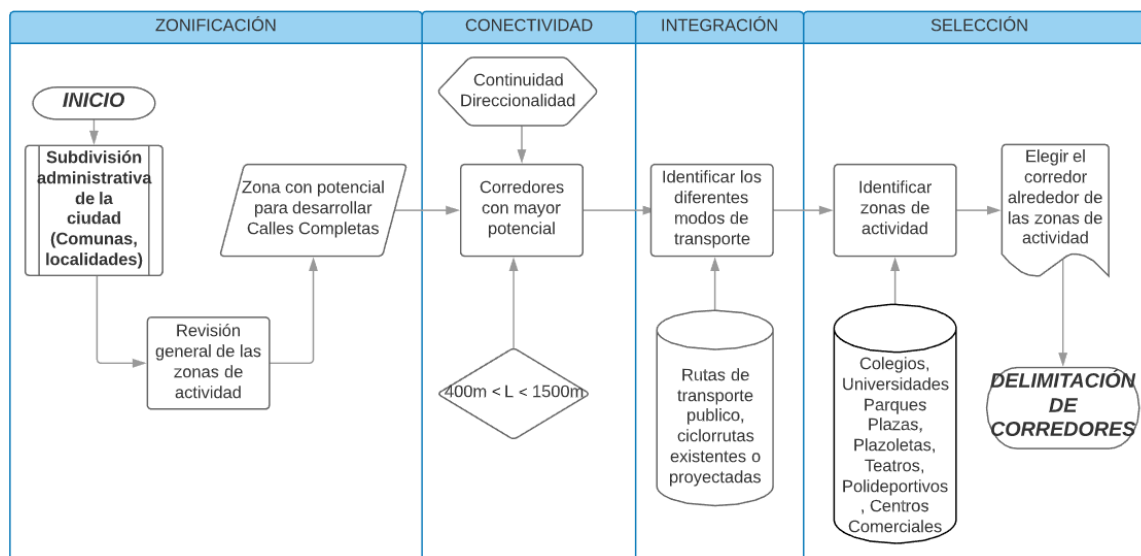 ZONIFICACIÓN
CONECTIVIDAD
INTEGRACIÓN
SELECCIÓN
INICIO
Subdivisión
administrativa
de la
ciudad
(Comunas,
localidades)
Revisión
general de las
zonas de
actividad
Zona con potencial
para desarrollar
Calles Completas
Continuidad
Direccionalidad
Corredores
con mayor
potencial
400m < L < 1500m
Identificar los
diferentes
modos de
transporte
Rutas de
transporte
publico,
ciclorrutas
existentes o
proyectadas
Identificar
zonas de
actividad
Colegios,
Universidades
Parques
Plazas,
Plazoletas,
Teatros,
Polideportivos
, Centros
Comerciales
Elegir el
corredor
alrededor de
las zonas de
actividad
DELIMITACIÓN
DE
CORREDORES